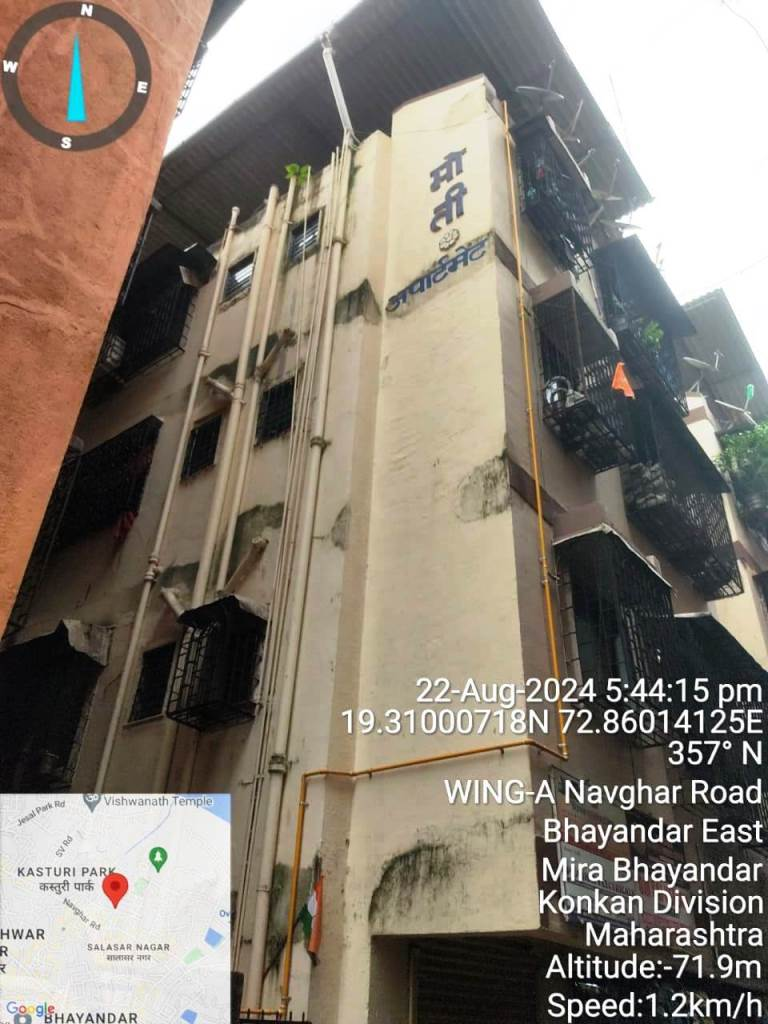 N
W
E
S
मो
ती
अपार्टमेंट
22-Aug-2024 5:44:15 pm
19.31000718N 72.86014125E
357° N
WING-A Navghar Road
Bhayandar East
Mira Bhayandar
Konkan Division
Maharashtra
Altitude:-71.9m
Speed:1.2km/h
Vishwanath Temple
Jesal Park Rd
SV Rd
KASTURI PARK
कस्तुरी पार्क
Navghar Rd
HWAR
R
SALASAR NAGAR
सालासर नगर
Ov
Google
BHAYANDAR